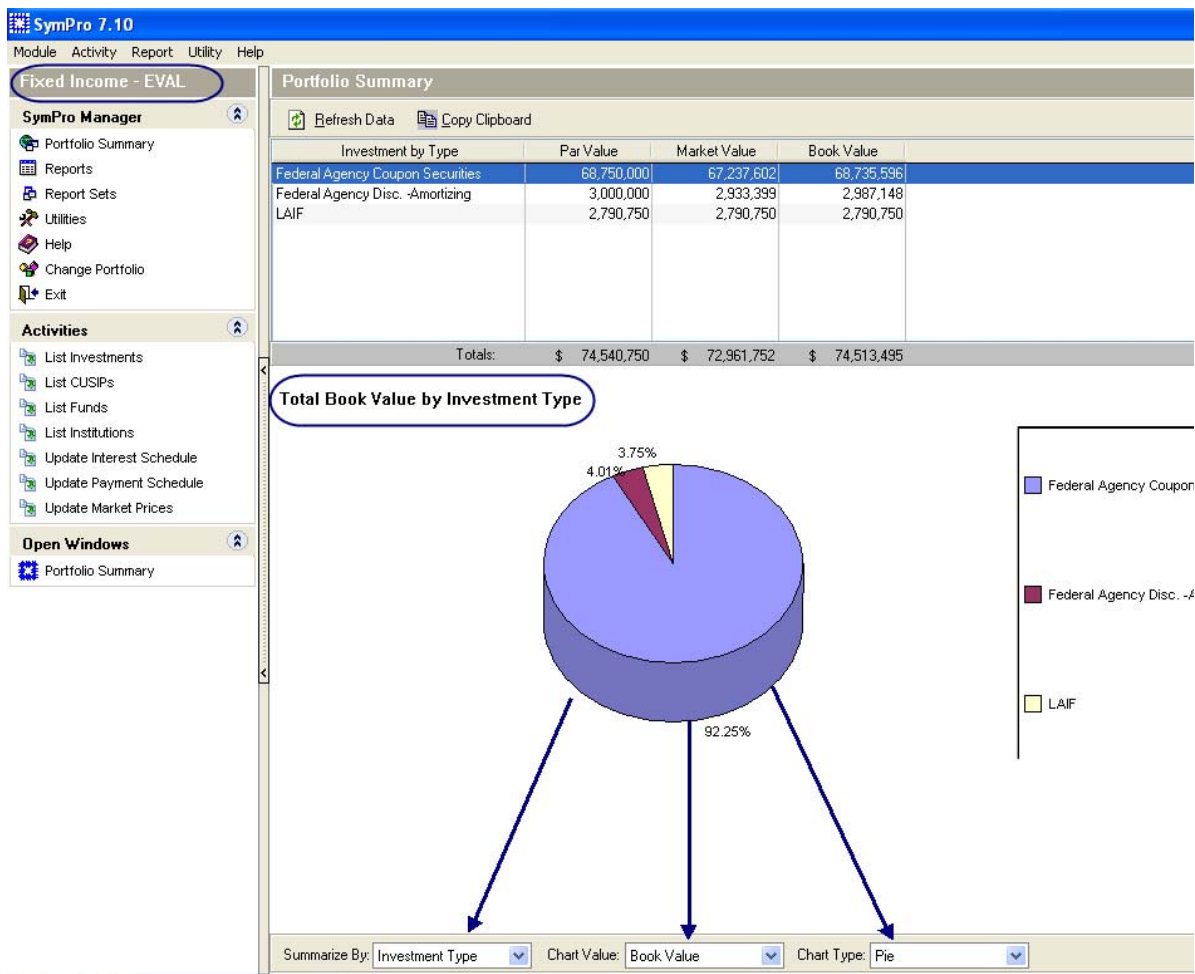 SymPro 7.10
Module Activity Report Utility Help
Fixed Income - EVAL
SymPro Manager
Portfolio Summary
Reports
Report Sets
Utilities
Help
Change Portfolio
Exit
Activities
List Investments
List CUSIPs
List Funds
List Institutions
Update Interest Schedule
Update Payment Schedule
Update Market Prices
Open Windows
Portfolio Summary
Portfolio Summary
Refresh Data Copy Clipboard
Investment by Type Par Value Market Value Book Value
Federal Agency Coupon Securities 68,750,000 67,237,602 68,735,596
Federal Agency Disc. -Amortizing 3,000,000 2,933,399 2,987,148
LAIF 2,790,750 2,790,750 2,790,750
Totals: $ 74,540,750 $ 72,961,752 $ 74,513,495
Total Book Value by Investment Type
3.75%
4.01%
92.25%
Federal Agency Coupon
Federal Agency Disc. -A
LAIF
Summarize By: Investment Type Chart Value: Book Value Chart Type: Pie